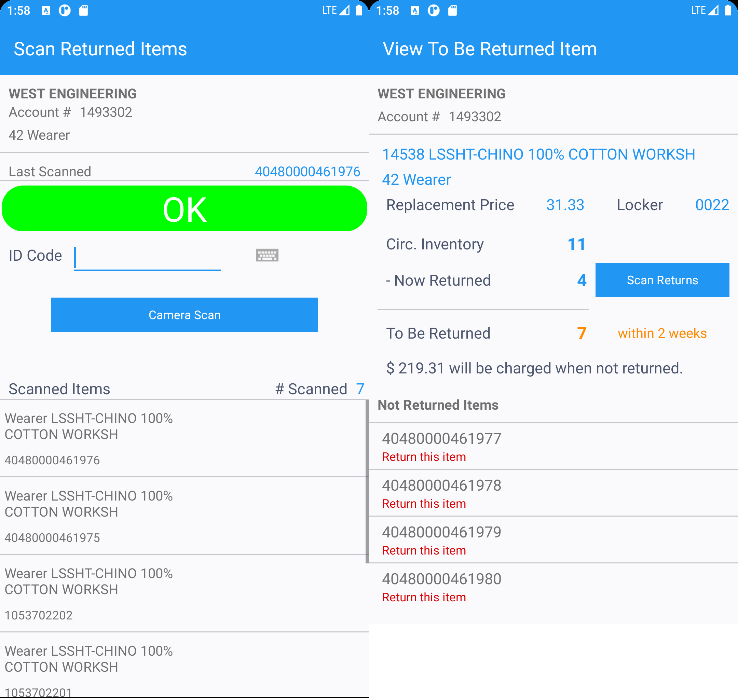 1:58
LTE
Scan Returned Items
WEST ENGINEERING
Account # 1493302
42 Wearer
Last Scanned 40480000461976
OK
ID Code
Camera Scan
Scanned Items # Scanned 7
Wearer LSSHT-CHINO 100%
COTTON WORKSH
40480000461976
Wearer LSSHT-CHINO 100%
COTTON WORKSH
40480000461975
Wearer LSSHT-CHINO 100%
COTTON WORKSH
1053702202
Wearer LSSHT-CHINO 100%
COTTON WORKSH
1053702201
1:58
LTE
View To Be Returned Item
WEST ENGINEERING
Account # 1493302
14538 LSSHT-CHINO 100% COTTON WORKSH
42 Wearer
Replacement Price 31.33 Locker 0022
Circ. Inventory 11
- Now Returned 4 Scan Returns
To Be Returned 7 within 2 weeks
$ 219.31 will be charged when not returned.
Not Returned Items
40480000461977
Return this item
40480000461978
Return this item
40480000461979
Return this item
40480000461980
Return this item